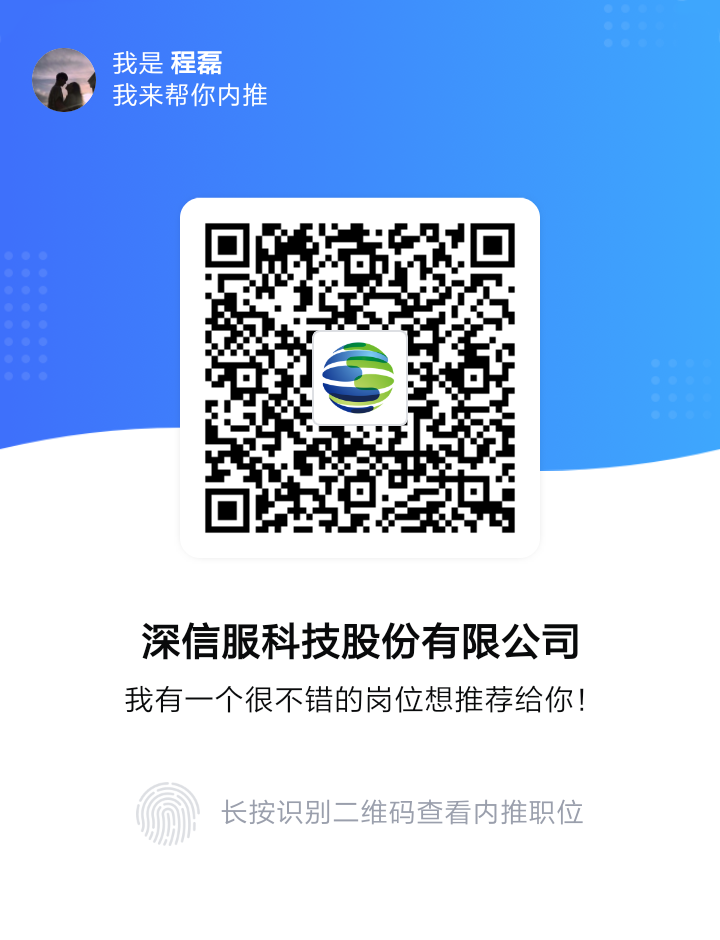 我是 程磊
我来帮你内推
深信服科技股份有限公司
我有一个很不错的岗位想推荐给你！
长按识别二维码查看内推职位